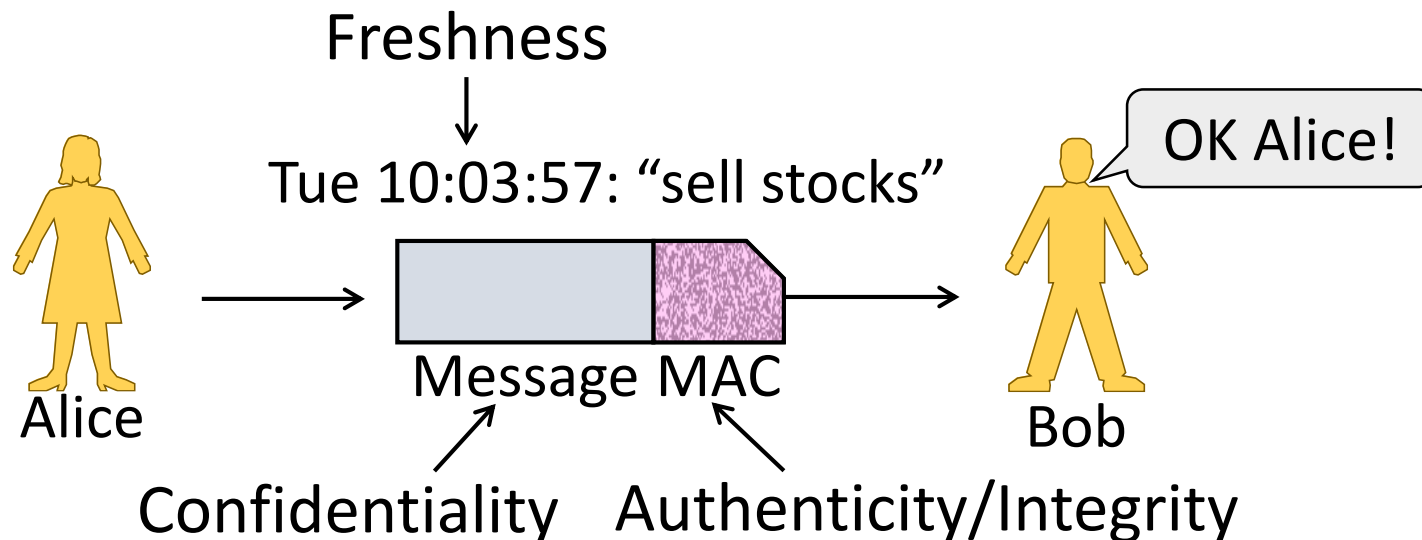 Freshness
OK Alice!
Tue 10:03:57: “sell stocks”
Message MAC
Alice
Bob
Confidentiality
Authenticity/Integrity